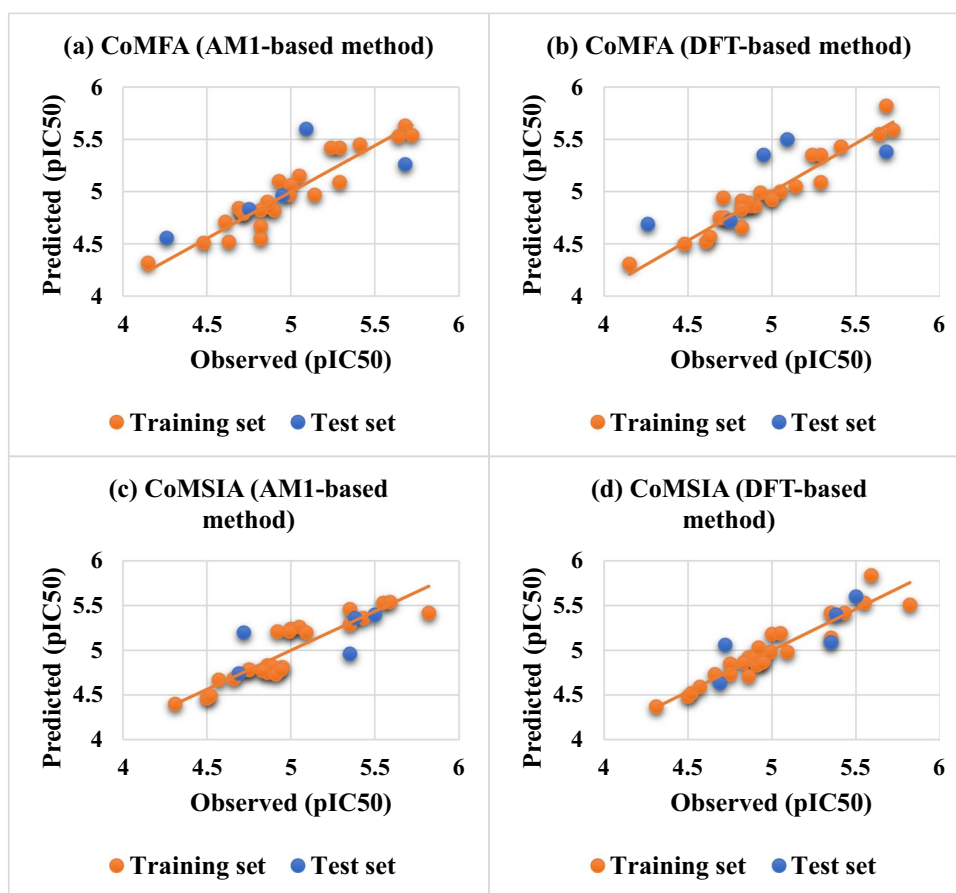 (a) CoMFA (AM1-based method)
Predicted (pIC50)
6
5.5
5
4.5
4
4 4.5 5 5.5 6
Observed (pIC50)
Training set Test set
(b) CoMFA (DFT-based method)
Predicted (pIC50)
6
5.5
5
4.5
4
4 4.5 5 5.5 6
Observed (pIC50)
Training set Test set
(c) CoMSIA (AM1-based
method)
Predicted (pIC50)
6
5.5
5
4.5
4
4 4.5 5 5.5 6
Observed (pIC50)
Training set Test set
(d) CoMSIA (DFT-based
method)
Predicted (pIC50)
6
5.5
5
4.5
4
4 4.5 5 5.5 6
Observed (pIC50)
Training set Test set